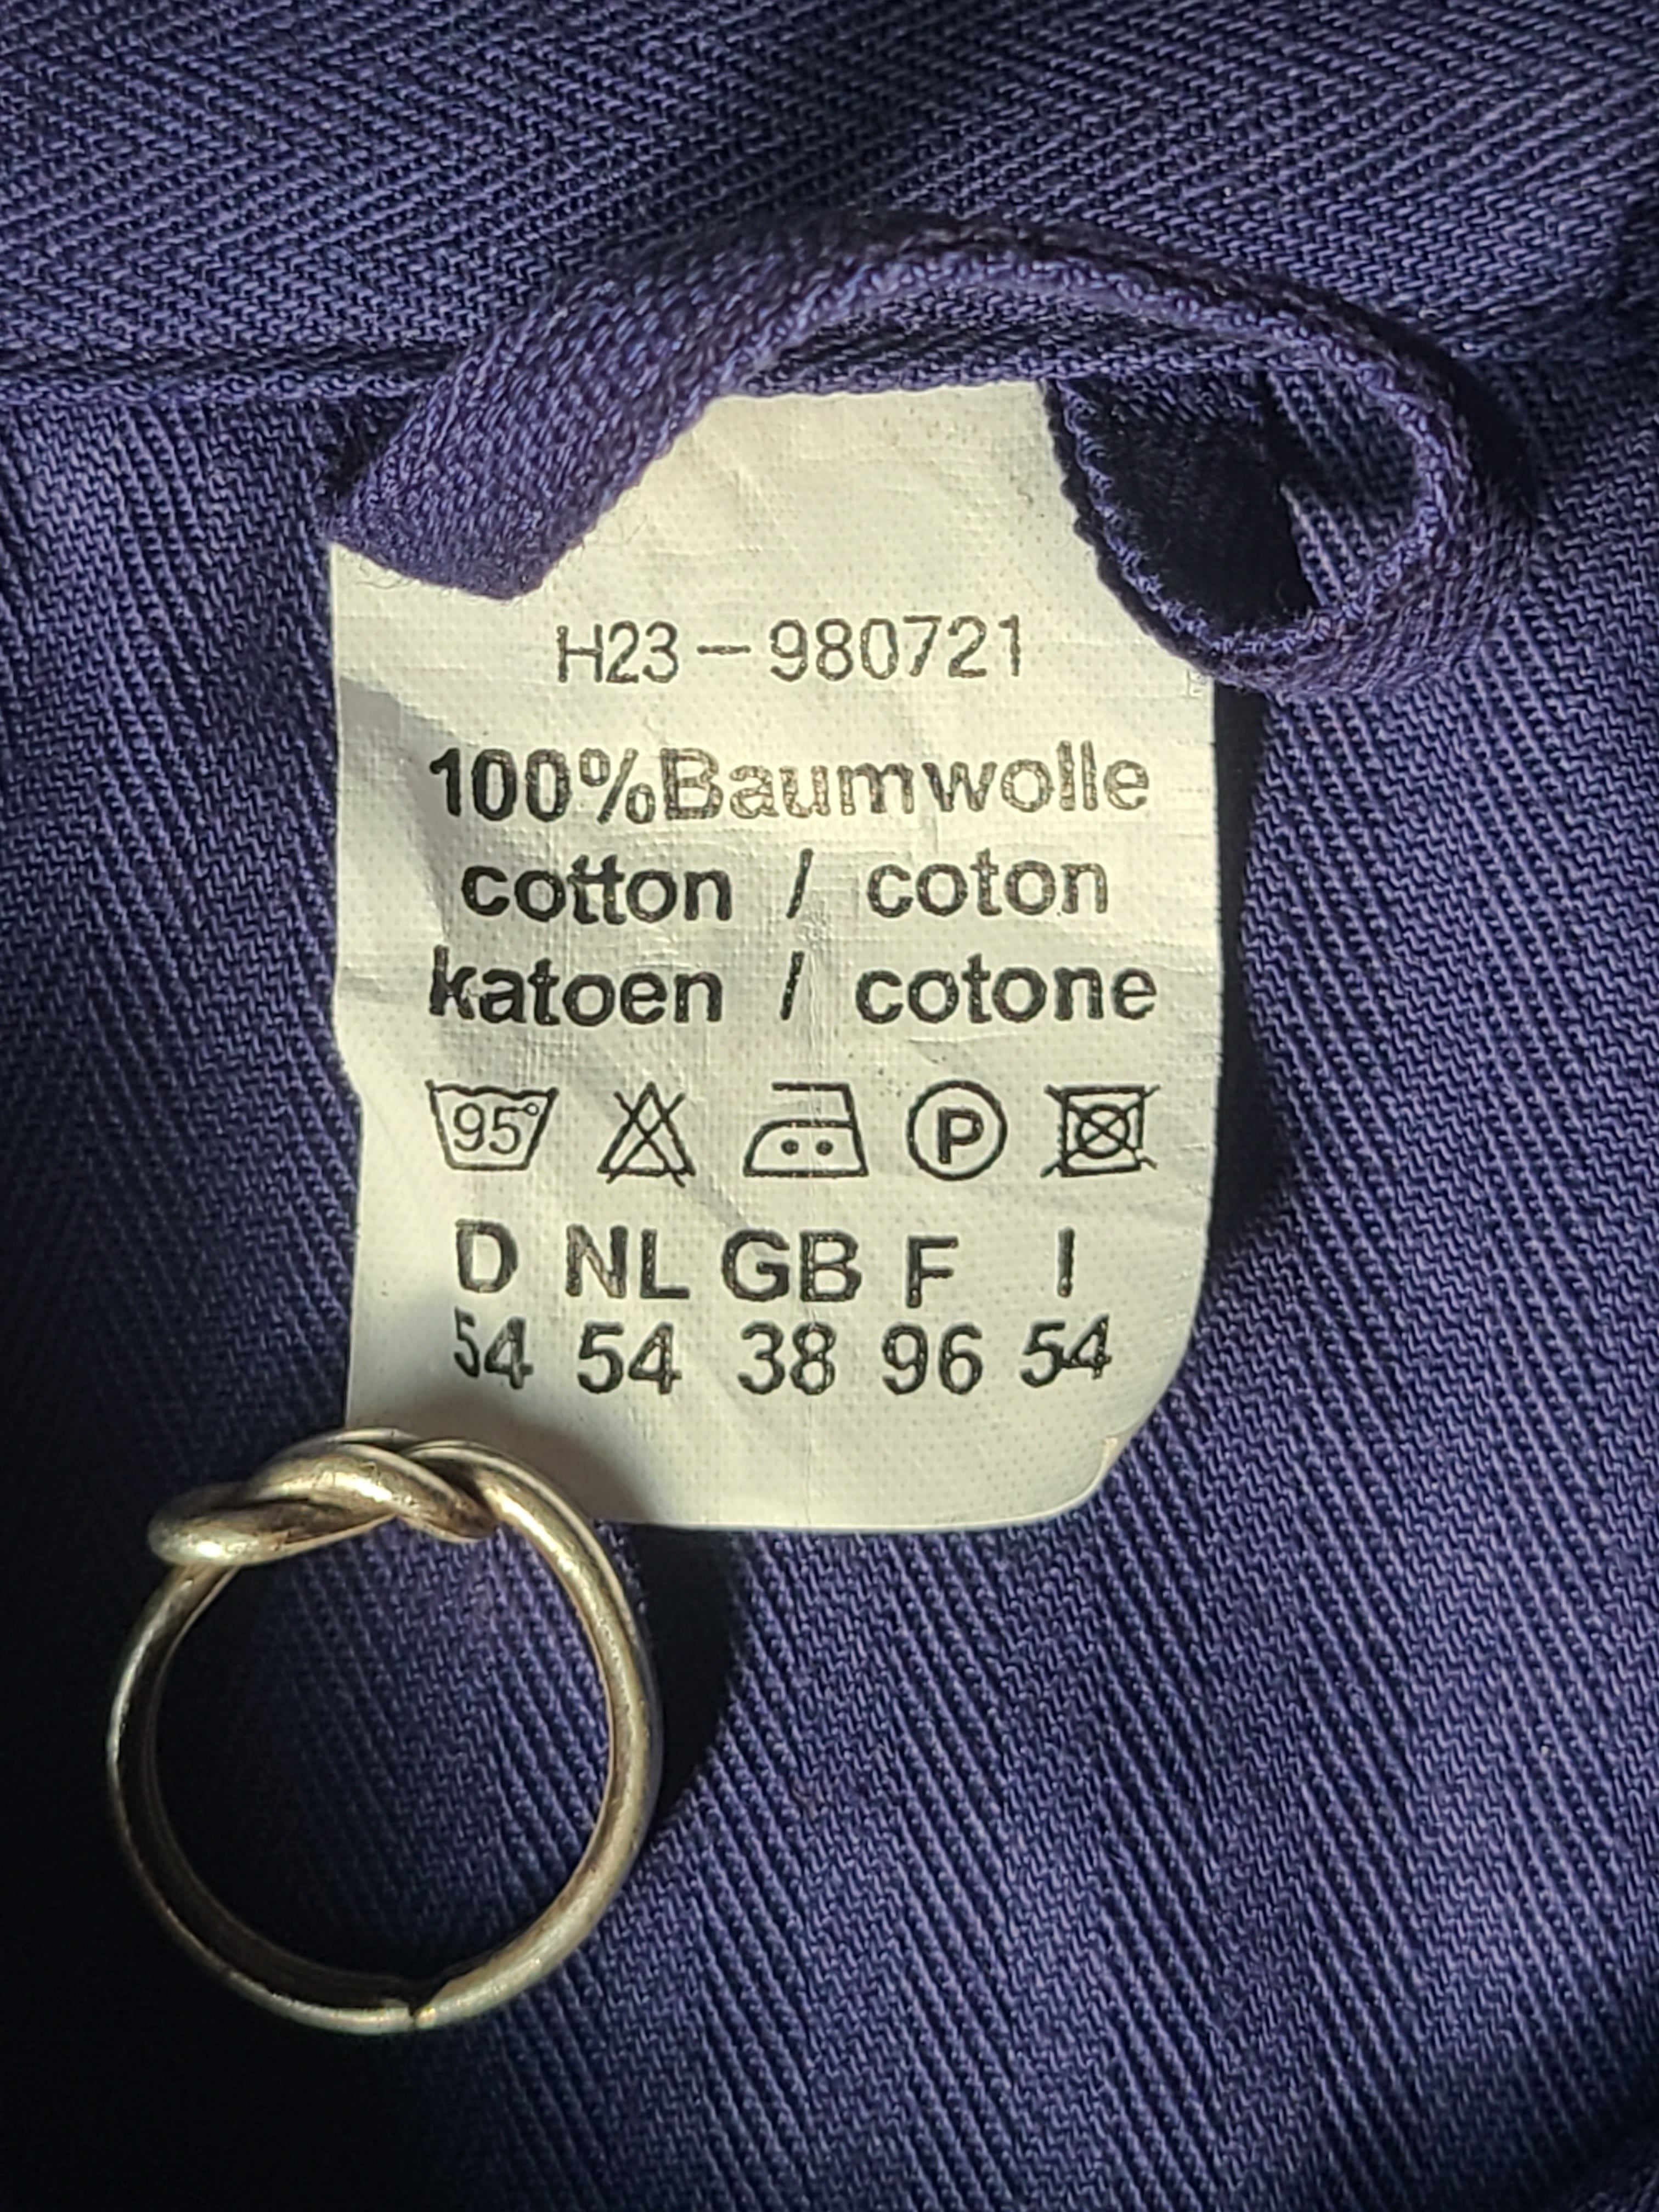 H23-980721
100%Baumwolle
cotton / coton
katoen / cotone
95° P
D NL GB F I
54 54 38 96 54